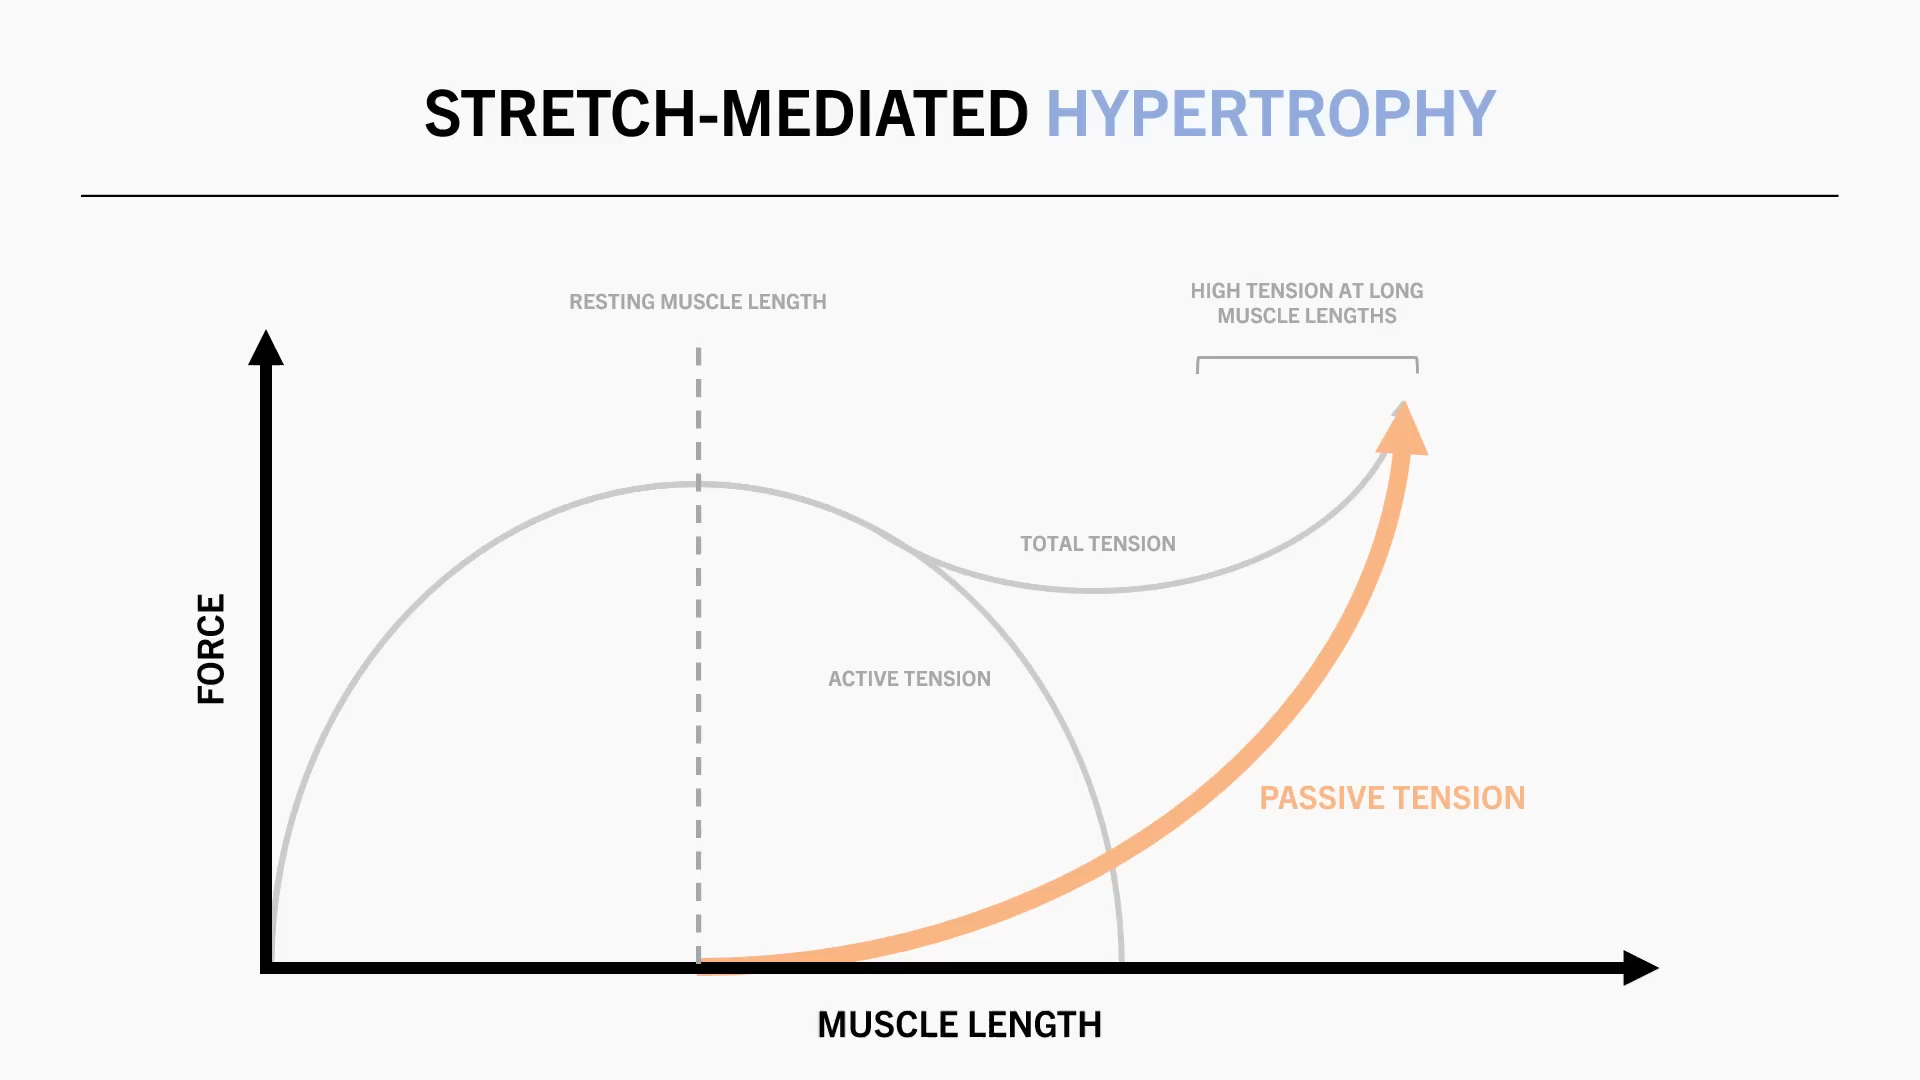 STRETCH-MEDIATED HYPERTROPHY
RESTING MUSCLE LENGTH
HIGH TENSION AT LONG
MUSCLE LENGTHS
TOTAL TENSION
FORCE
ACTIVE TENSION
PASSIVE TENSION
MUSCLE LENGTH